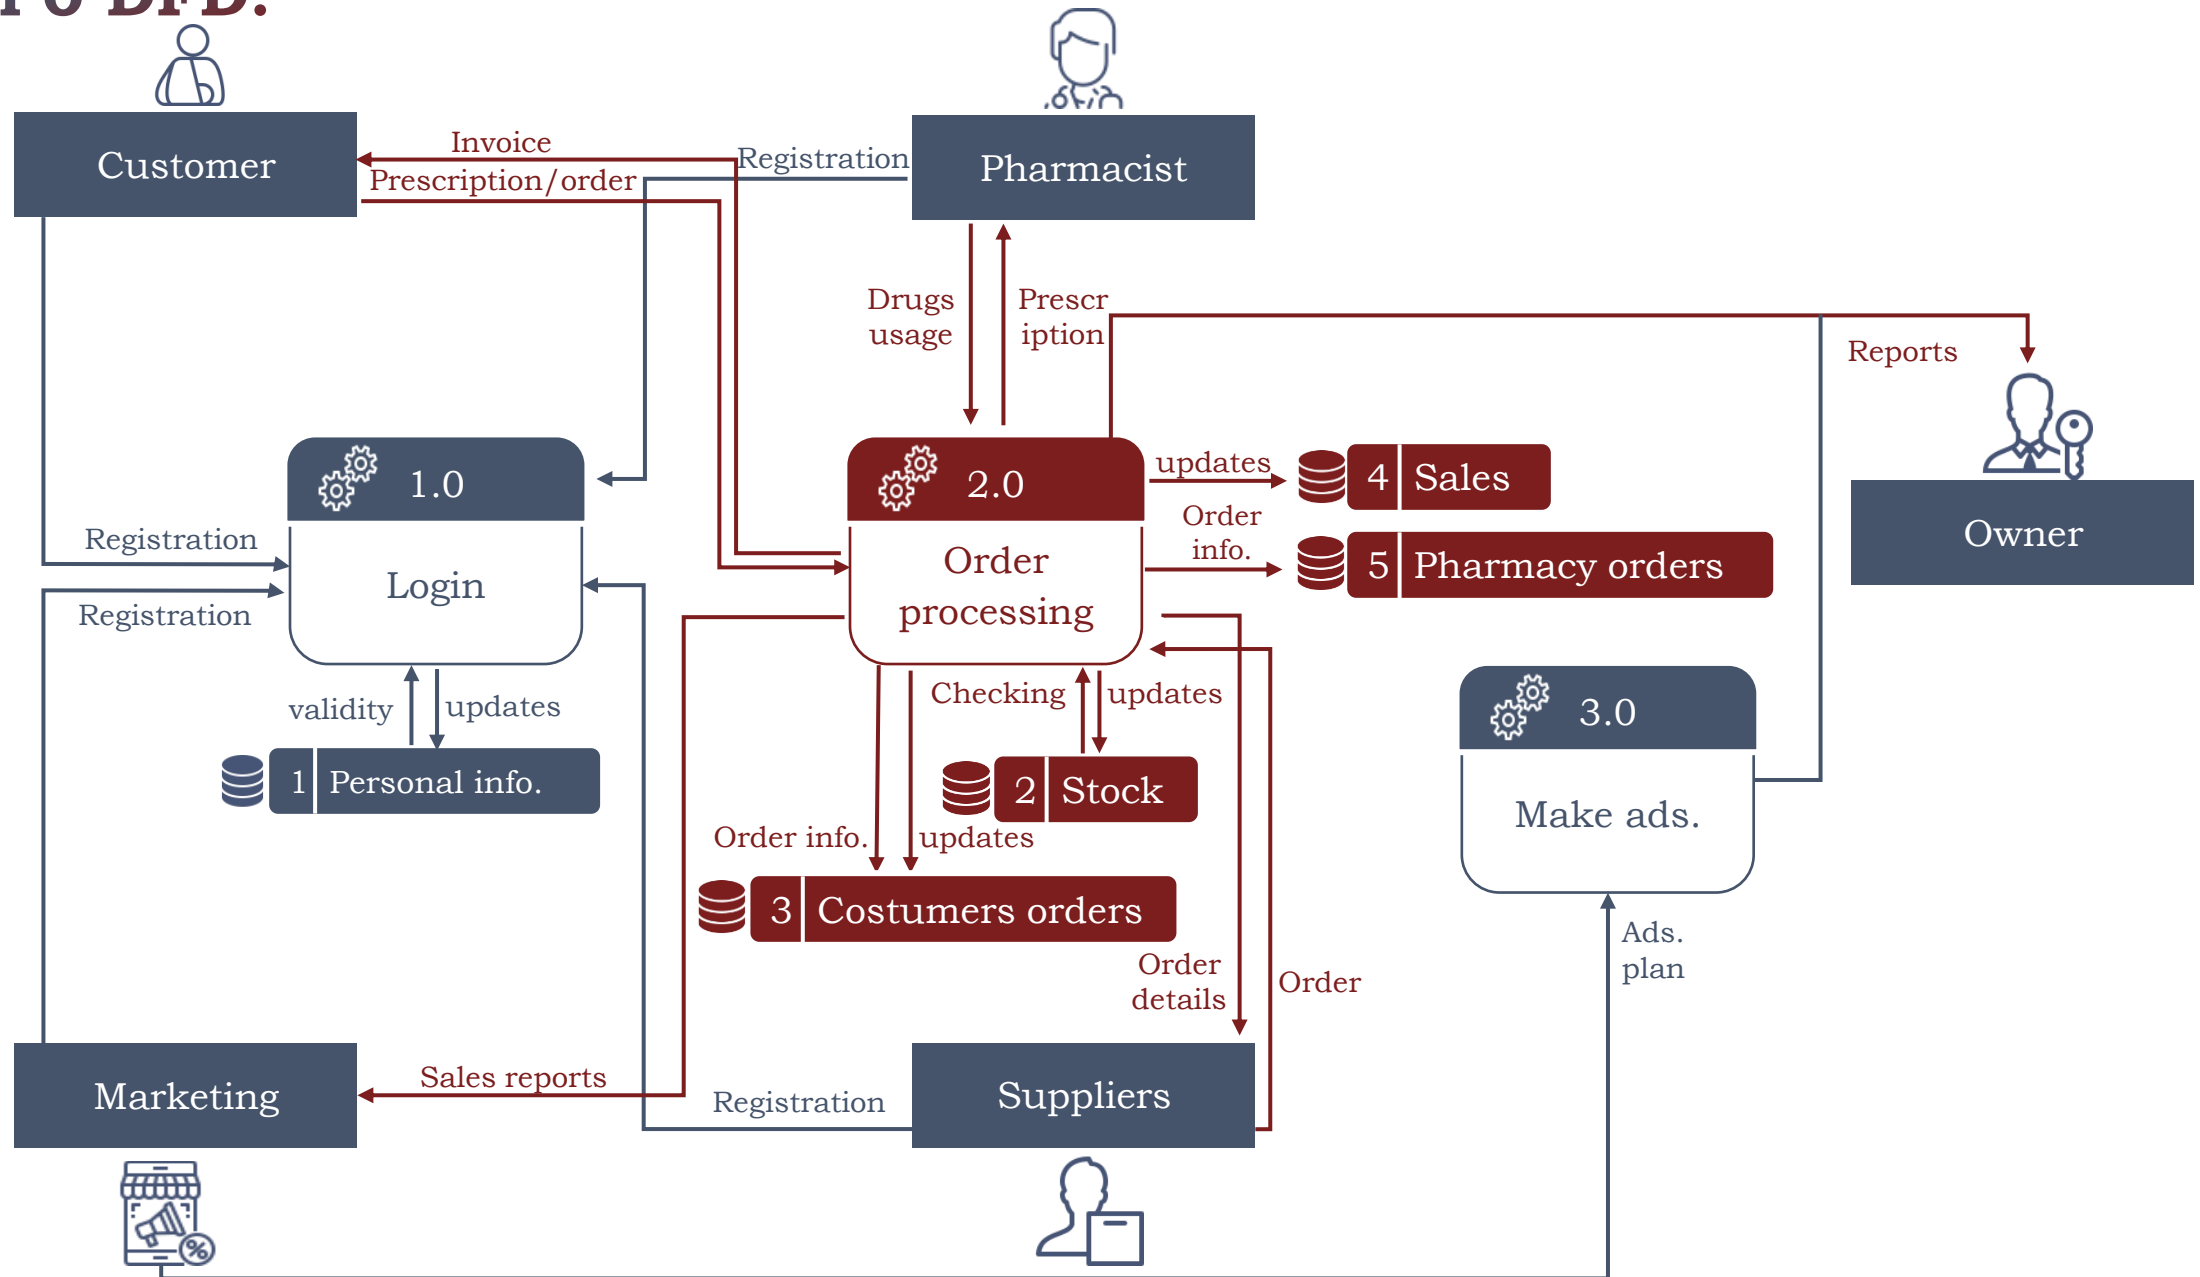 DFD:
Customer
Invoice
Prescription/order
Registration
Pharmacist
Drugs
usage
Prescr
iption
Reports
Owner
1.0
Login
Registration
Registration
validity
updates
1 Personal info.
2.0
Order
processing
updates
4 Sales
Order
info.
5 Pharmacy orders
Checking
updates
2 Stock
Order info.
updates
3 Costumers orders
3.0
Make ads.
Ads.
plan
Order
details
Order
Marketing
Sales reports
Registration
Suppliers
%